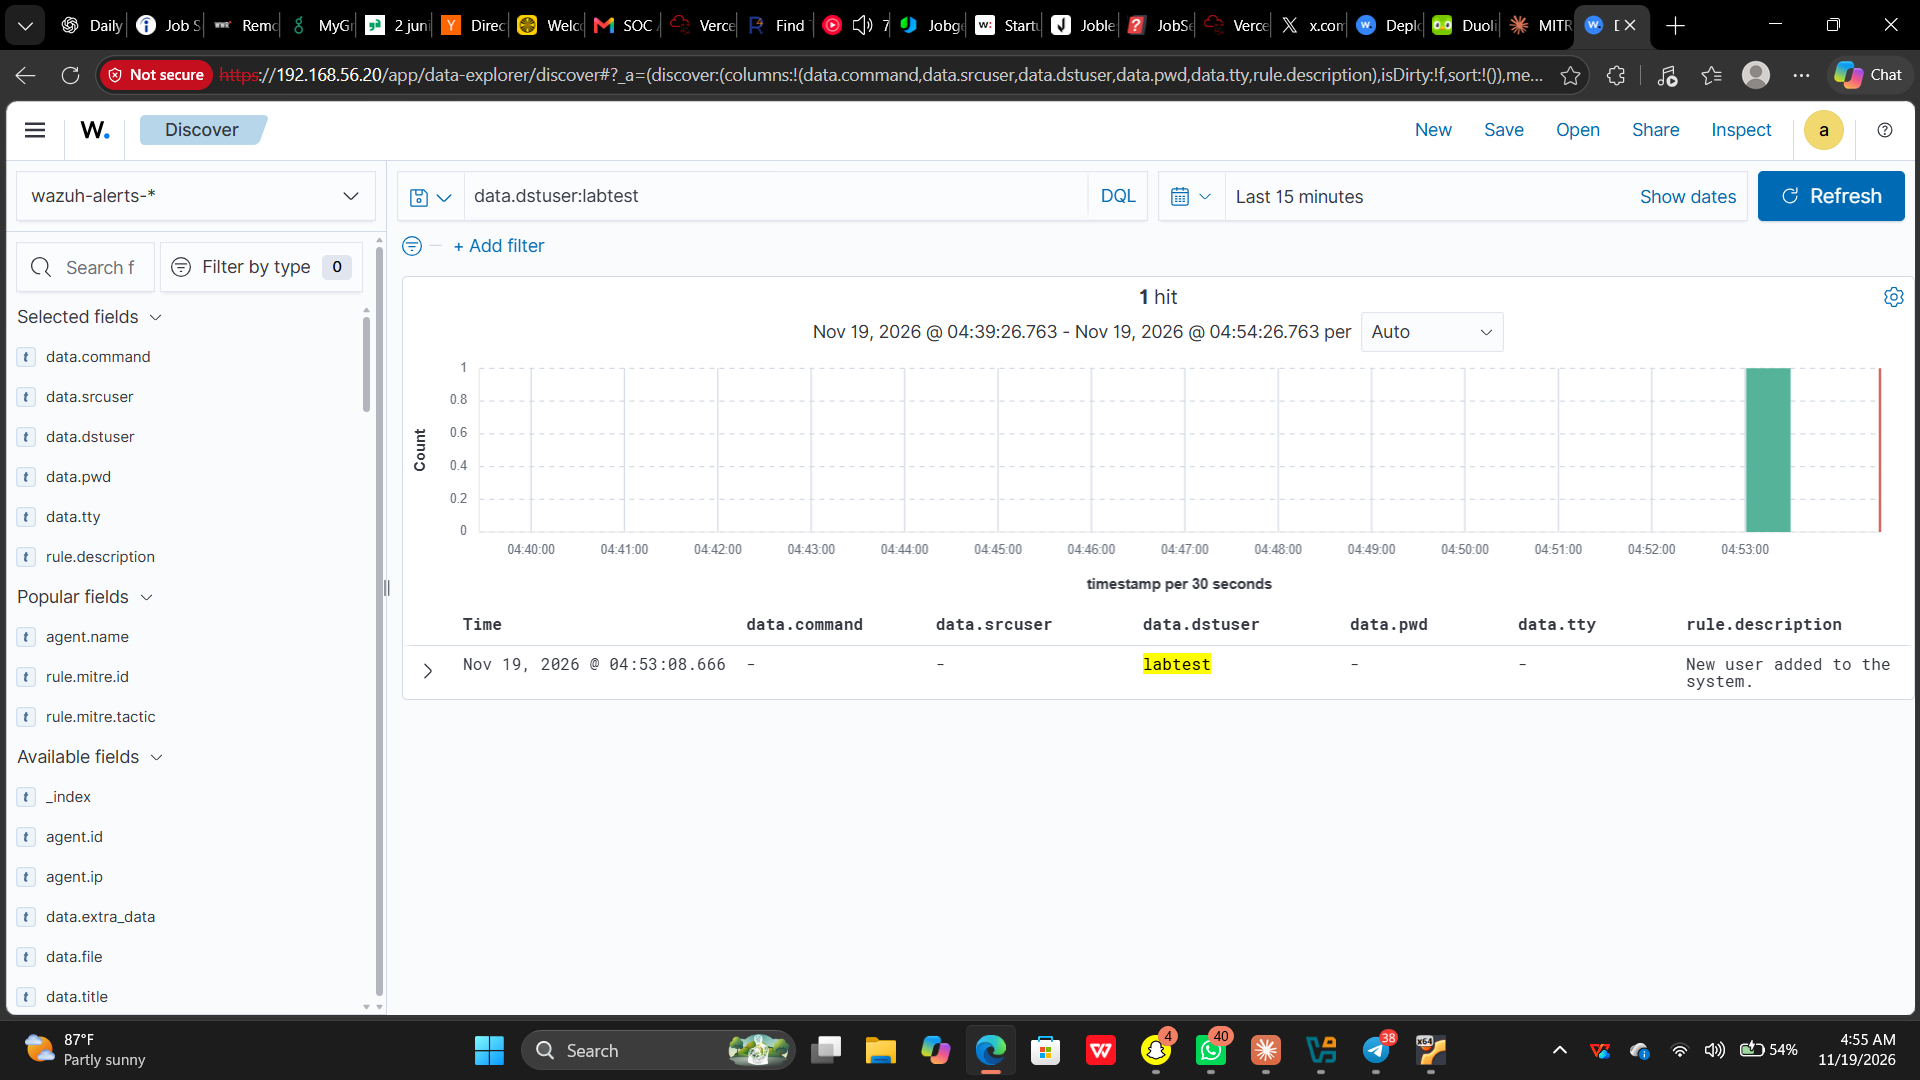 Daily
Job S
Remo
MyGr
2 juni
Direc
Welco
SOC A
Verce
Find
7
Jobge
Startu
Joble
JobSe
Verce
x.com
Deplo
Duoli
MITR
Not secure
https://192.168.56.20/app/data-explorer/discover#?_a=(discover:(columns:!(data.command,data.srcuser,data.dstuser,data.pwd,data.tty,rule.description),isDirty:!f,sort:!()),me...
Chat
W.
Discover
New
Save
Open
Share
Inspect
a
wazuh-alerts-*
data.dstuser:labtest
DQL
Last 15 minutes
Show dates
Refresh
+ Add filter
Search f
Filter by type 0
Selected fields
data.command
data.srcuser
data.dstuser
data.pwd
data.tty
rule.description
Popular fields
agent.name
rule.mitre.id
rule.mitre.tactic
Available fields
_index
agent.id
agent.ip
data.extra_data
data.file
data.title
1 hit
Nov 19, 2026 @ 04:39:26.763 - Nov 19, 2026 @ 04:54:26.763 per Auto
Count
1
0.8
0.6
0.4
0.2
0
04:40:00 04:41:00 04:42:00 04:43:00 04:44:00 04:45:00 04:46:00 04:47:00 04:48:00 04:49:00 04:50:00 04:51:00 04:52:00 04:53:00
timestamp per 30 seconds
Time data.command data.srcuser data.dstuser data.pwd data.tty rule.description
Nov 19, 2026 @ 04:53:08.666 - - labtest - - New user added to the
system.
87°F
Partly sunny
Search
4
40
38
x64
54%
4:55 AM
11/19/2026